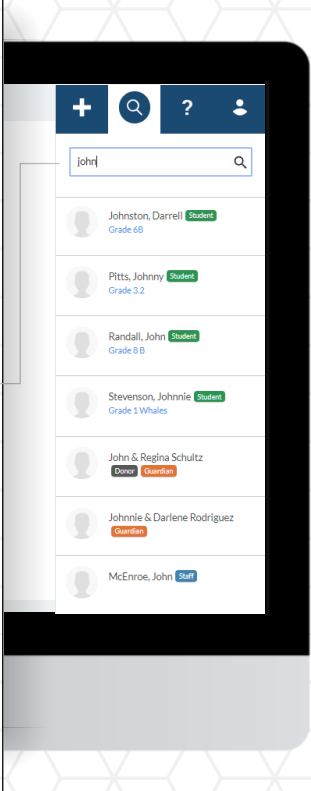 ?
john
Johnston, Darrell Student
Grade 6B
Pitts, Johnny Student
Grade 3.2
Randall, John Student
Grade 8 B
Stevenson, Johnnie Student
Grade 1 Whales
John & Regina Schultz
Donor Guardian
Johnnie & Darlene Rodriguez
Guardian
McEnroe, John Staff